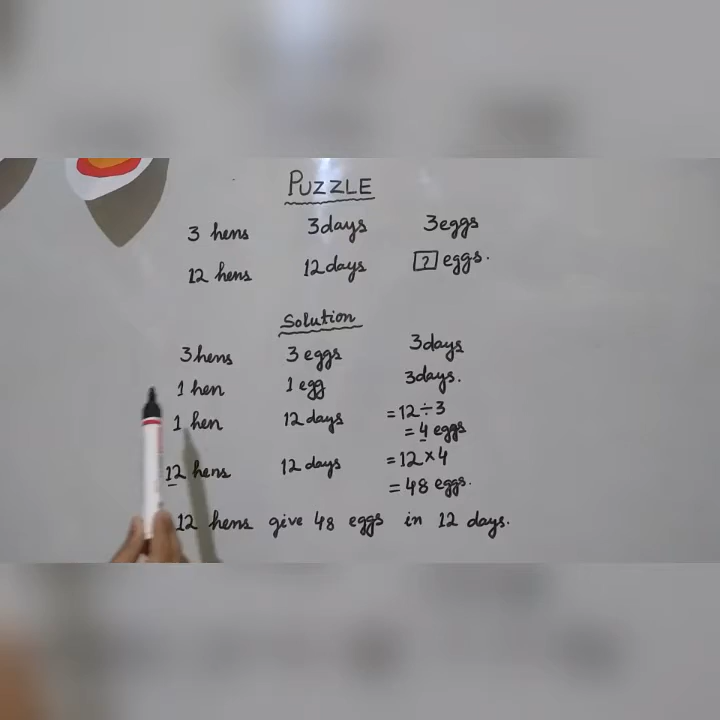 PUZZLE
3 hens 3days 3eggs
12 hens 12days ? eggs.
Solution
3hens 3 eggs 3days
1 hen 1 egg 3days.
1 hen 12 days = 12 ÷ 3
= 4 eggs
12 hens 12 days = 12 × 4
= 48 eggs.
12 hens give 48 eggs in 12 days.